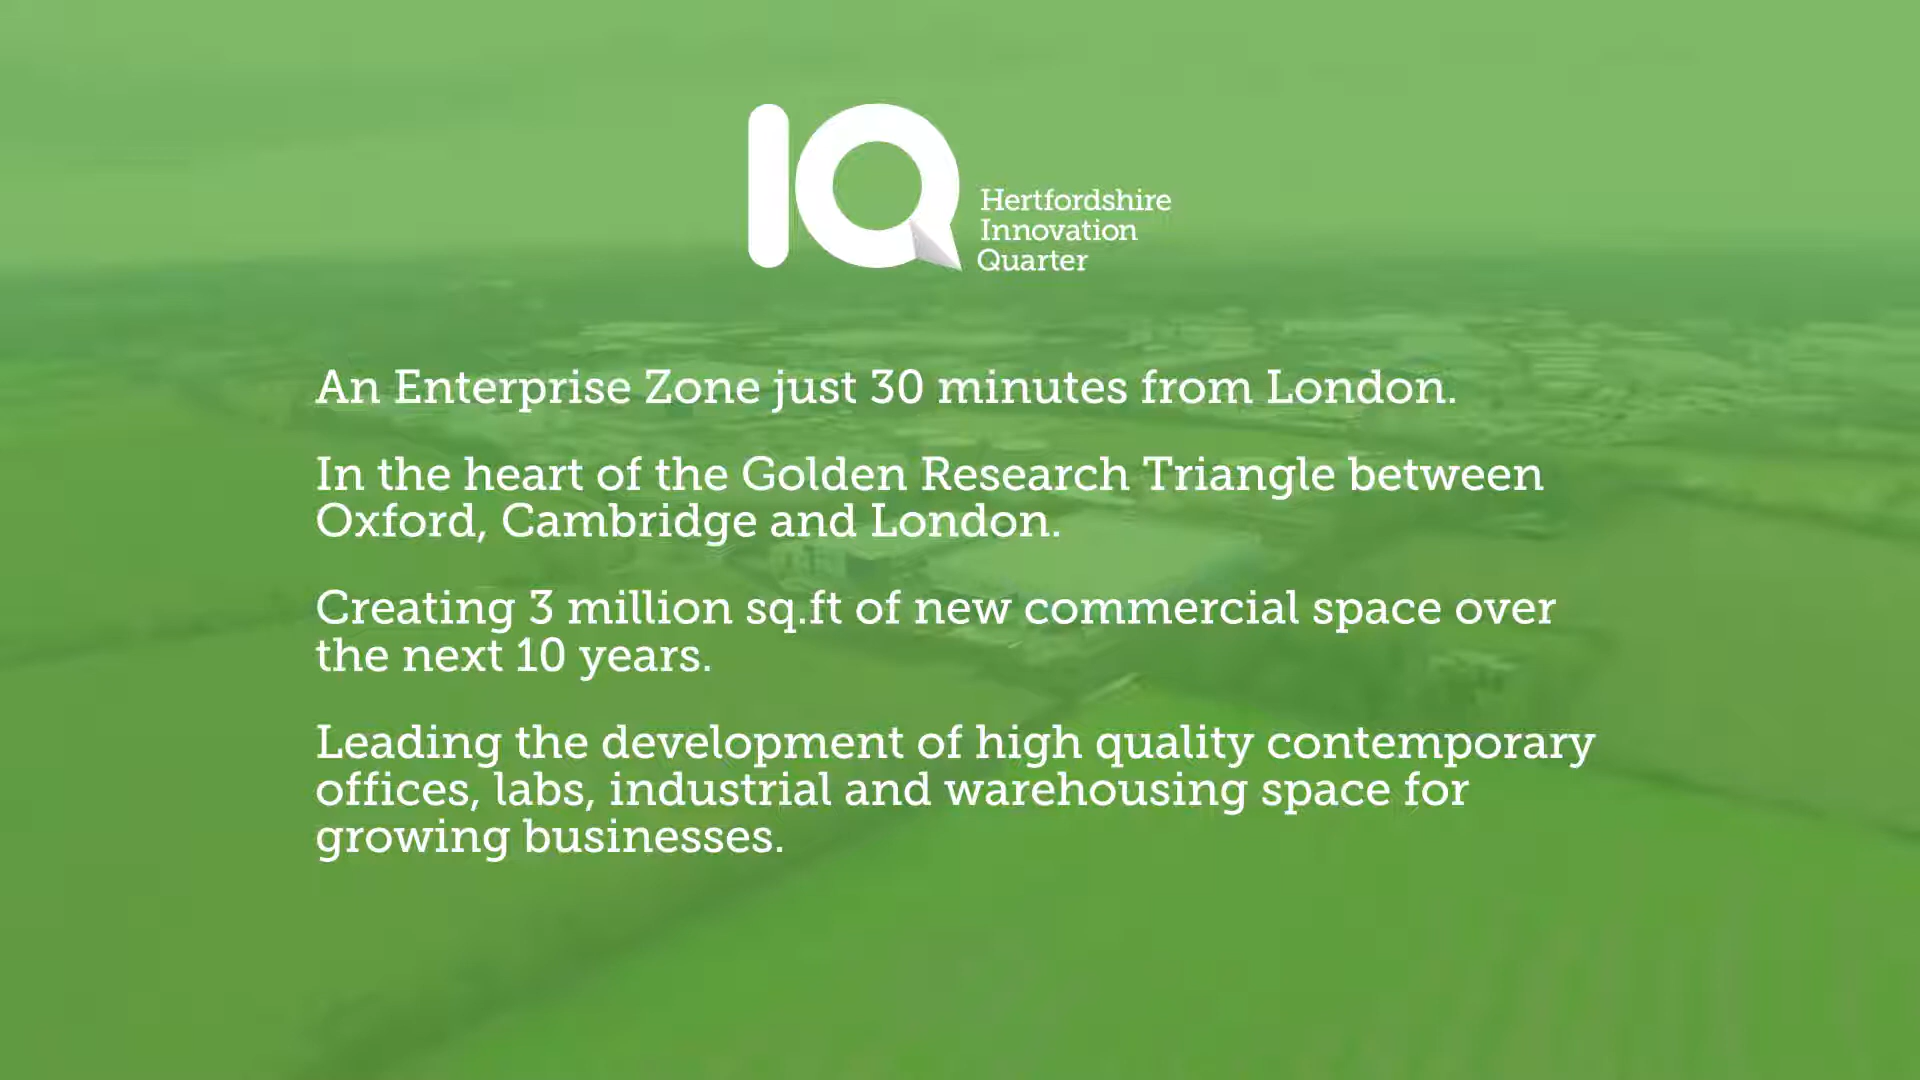 IQ
Hertfordshire
Innovation
Quarter
An Enterprise Zone just 30 minutes from London.
In the heart of the Golden Research Triangle between
Oxford, Cambridge and London.
Creating 3 million sq.ft of new commercial space over
the next 10 years.
Leading the development of high quality contemporary
offices, labs, industrial and warehousing space for
growing businesses.